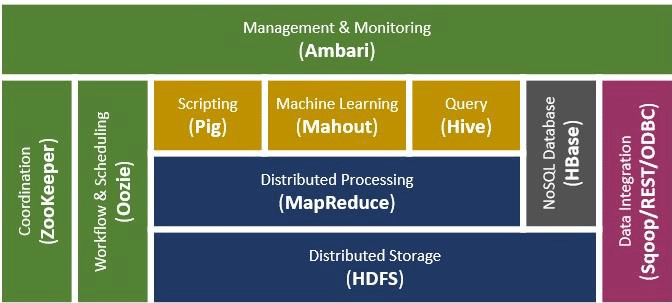 Management & Monitoring
(Ambari)
Coordination
(ZooKeeper)
Workflow & Scheduling
(Oozie)
Scripting
(Pig)
Machine Learning
(Mahout)
Query
(Hive)
NoSQL Database
(HBase)
Data Integration
(Sqoop/REST/ODBC)
Distributed Processing
(MapReduce)
Distributed Storage
(HDFS)